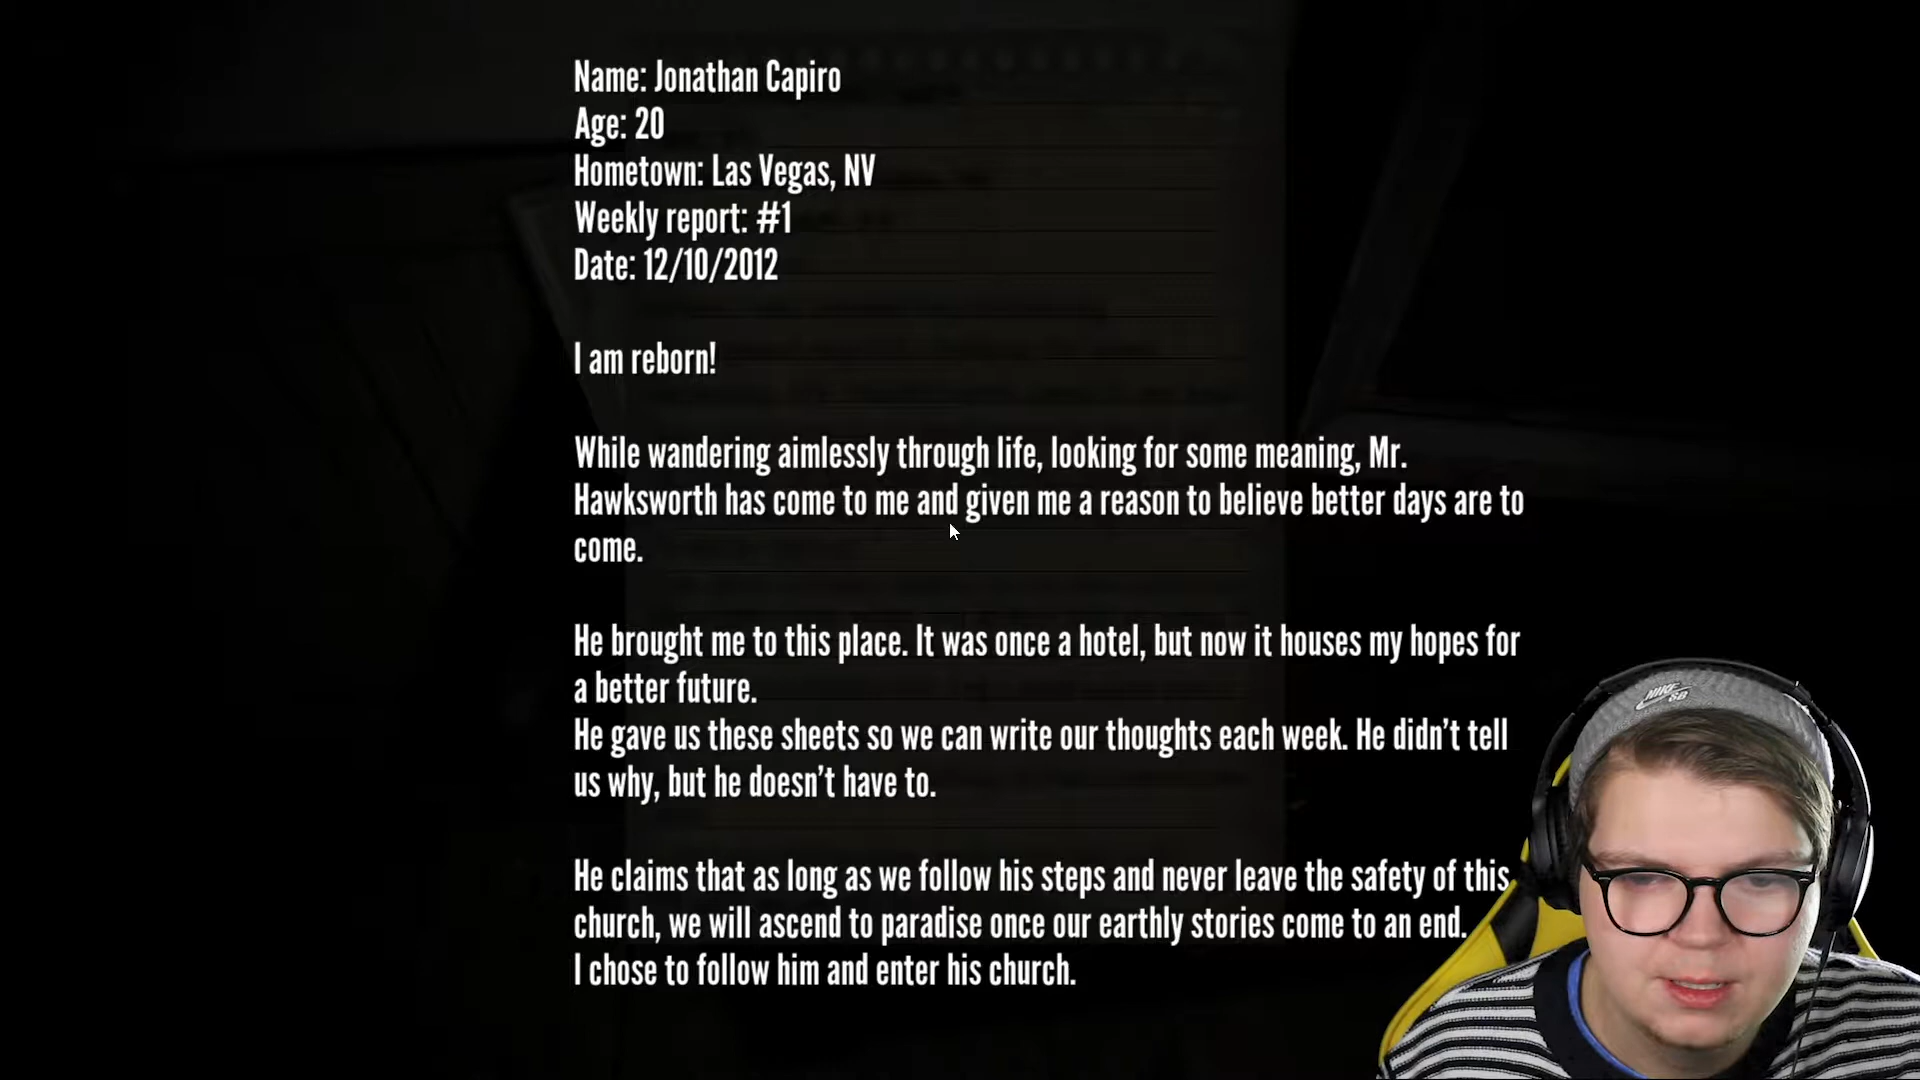 Name: Jonathan Capiro
Age: 20
Hometown: Las Vegas, NV
Weekly report: #1
Date: 12/10/2012
I am reborn!
While wandering aimlessly through life, looking for some meaning, Mr.
Hawksworth has come to me and given me a reason to believe better days are to
come.
He brought me to this place. It was once a hotel, but now it houses my hopes for
a better future.
He gave us these sheets so we can write our thoughts each week. He didn't tell
us why, but he doesn't have to.
He claims that as long as we follow his steps and never leave the safety of this
church, we will ascend to paradise once our earthly stories come to an end.
I chose to follow him and enter his church.
NIKE
SB